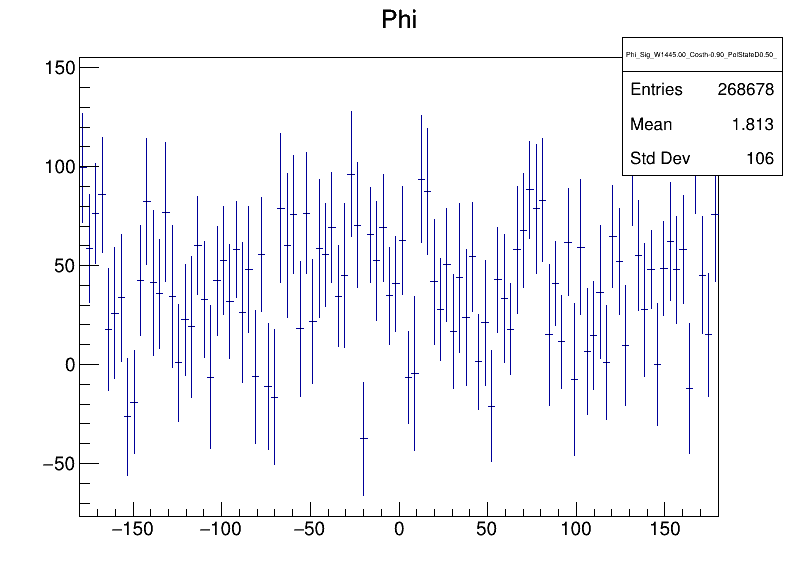 Phi
Phi_Sig_W1445.00_Costh-0.90_PolStateD0.50_
Entries 268678
Mean 1.813
Std Dev 106
150
100
50
0
−50
−150 −100 −50 0 50 100 150